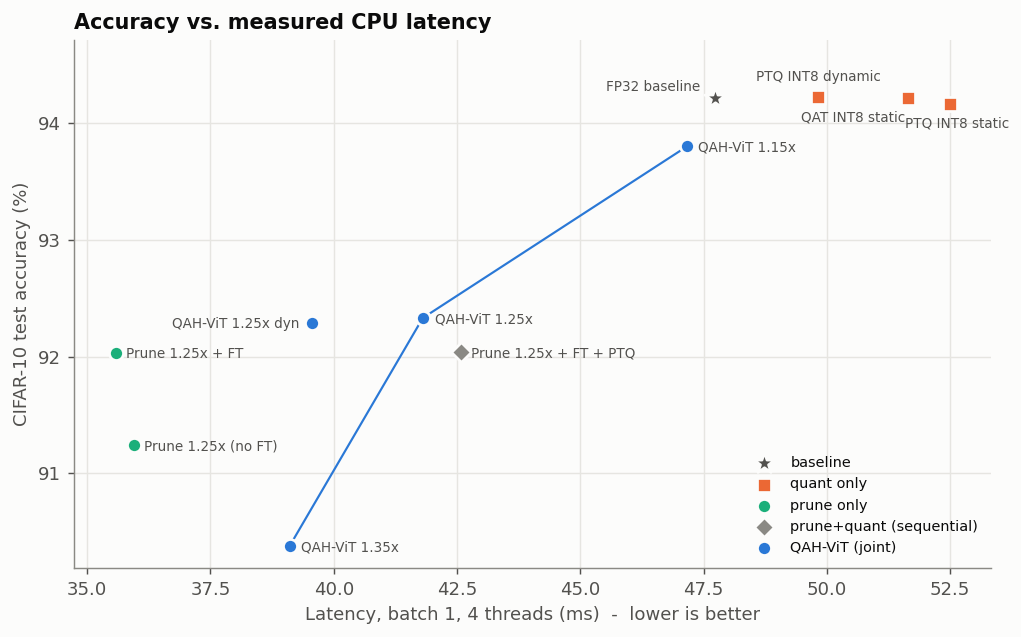 Accuracy vs. measured CPU latency
PTQ INT8 dynamic
FP32 baseline
QAT INT8 static
PTQ INT8 static
94
QAH-ViT 1.15x
93
QAH-ViT 1.25x dyn
QAH-ViT 1.25x
Prune 1.25x + FT
Prune 1.25x + FT + PTQ
92
Prune 1.25x (no FT)
91
QAH-ViT 1.35x
CIFAR-10 test accuracy (%)
baseline
quant only
prune only
prune+quant (sequential)
QAH-ViT (joint)
35.0 37.5 40.0 42.5 45.0 47.5 50.0 52.5
Latency, batch 1, 4 threads (ms) - lower is better